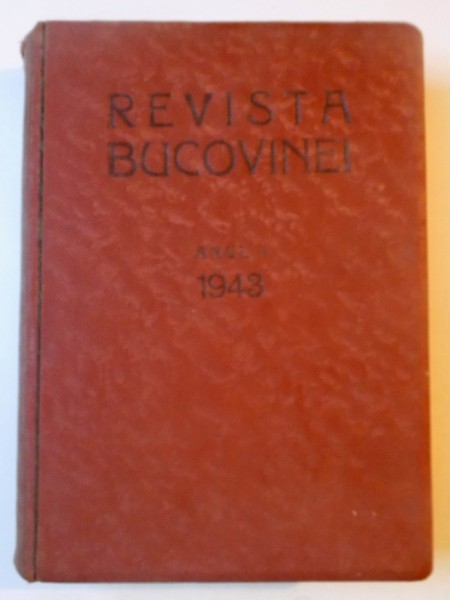 REVISTA
BUCOVINEI
ANUL
1943